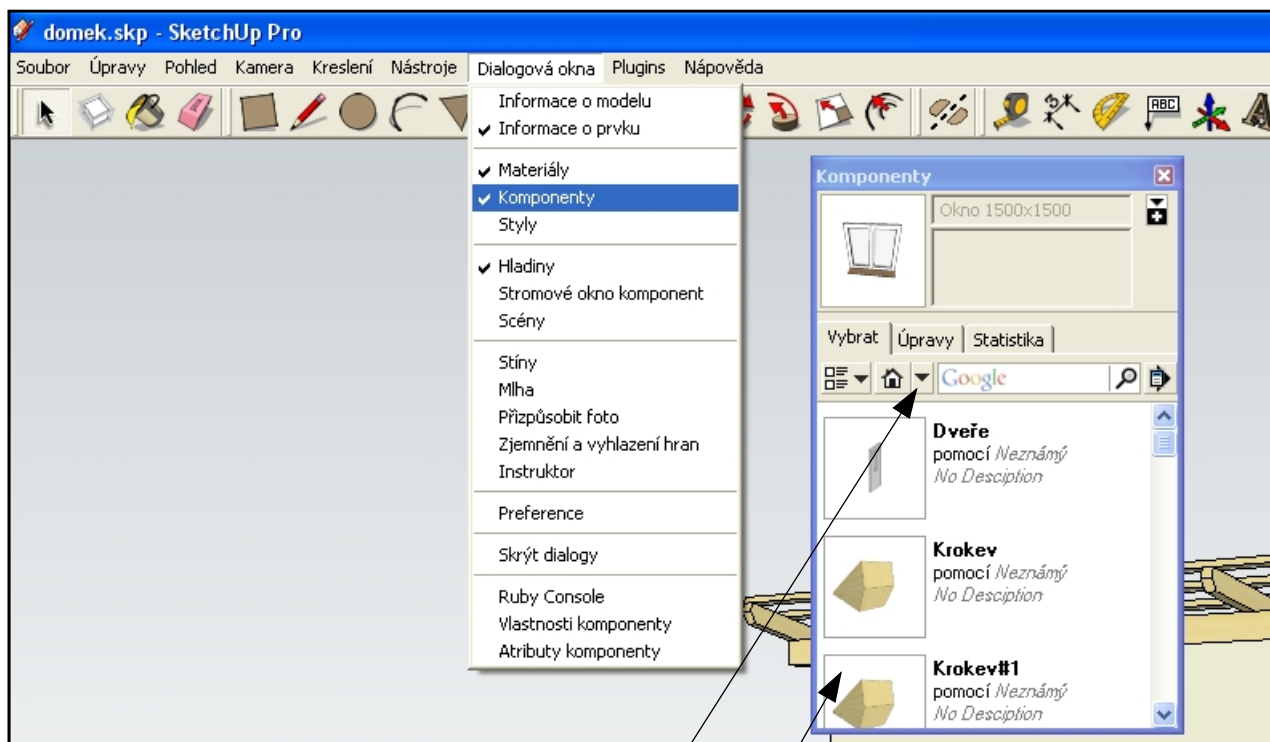 domek.skp - SketchUp Pro
Soubor Úpravy Pohled Kamera Kreslení Nástroje Dialogová okna Plugins Nápověda
Informace o modelu
Informace o prvku
Materiály
Komponenty
Styly
Hladiny
Stromové okno komponent
Scény
Stíny
Mlha
Přizpůsobit foto
Zjemnění a vyhlazení hran
Instruktor
Preference
Skrýt dialogy
Ruby Console
Vlastnosti komponenty
Atributy komponenty
ABC
A
Komponenty
Okno 1500x1500
Vybrat Úpravy Statistika
Google
Dveře
pomocí Neznámý
No Desciption
Krokev
pomocí Neznámý
No Desciption
Krokev#1
pomocí Neznámý
No Desciption